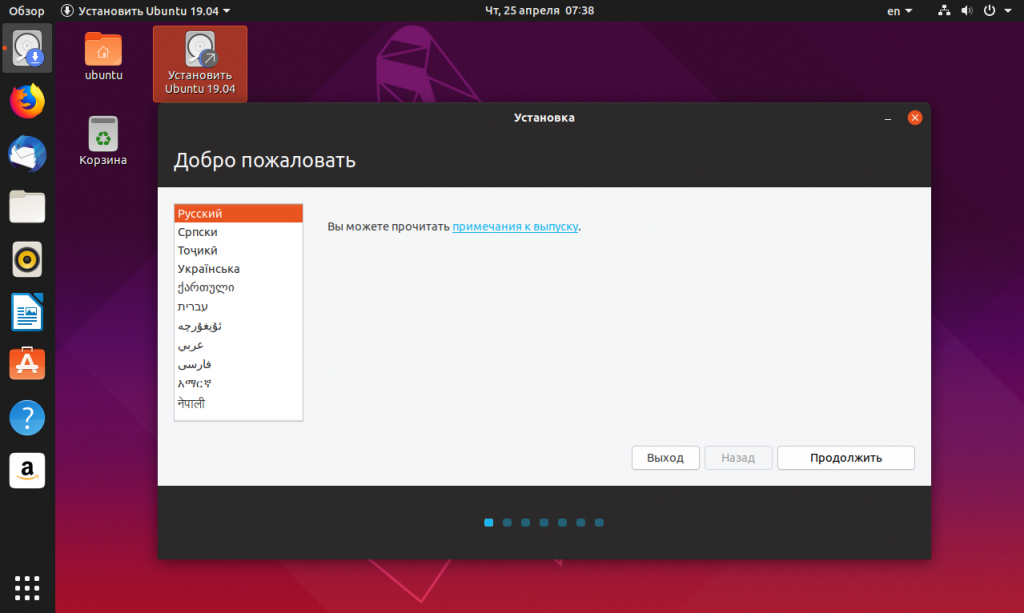 Обзор
Установить Ubuntu 19.04
Чт, 25 апреля 07:38
en
ubuntu
Установить
Ubuntu 19.04
Корзина
Установка
Добро пожаловать
Русский
Српски
Тоҷикӣ
Українська
ქართული
עברית
ئۇيغۇرچە
عربي
فارسی
አማርኛ
नेपाली
Вы можете прочитать примечания к выпуску.
Выход
Назад
Продолжить
?
a